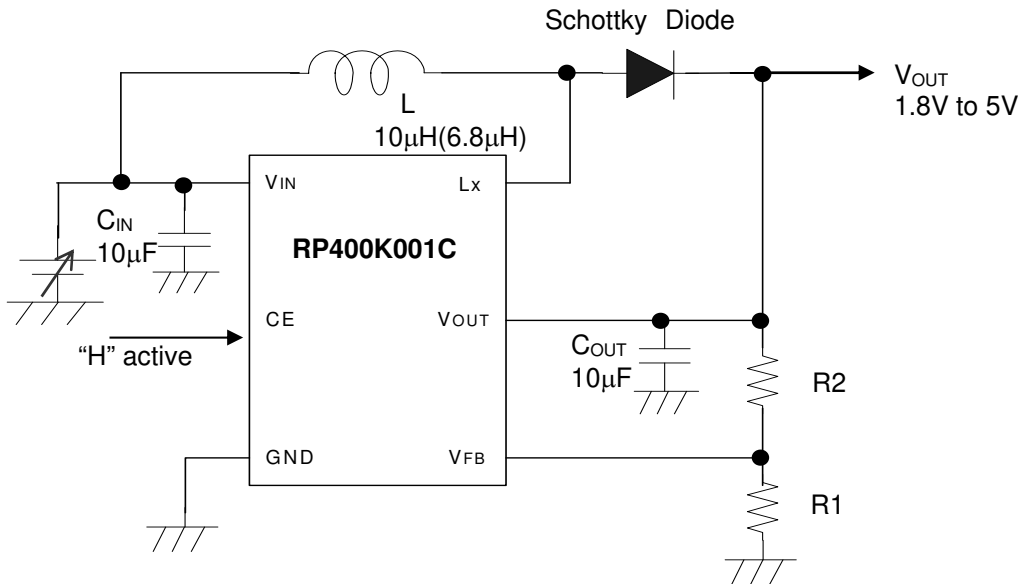 Schottky Diode
VOUT
1.8V to 5V
L
10μH(6.8μH)
VIN
LX
CIN
10μF
RP400K001C
CE
VOUT
"H" active
COUT
10μF
R2
GND
VFB
R1